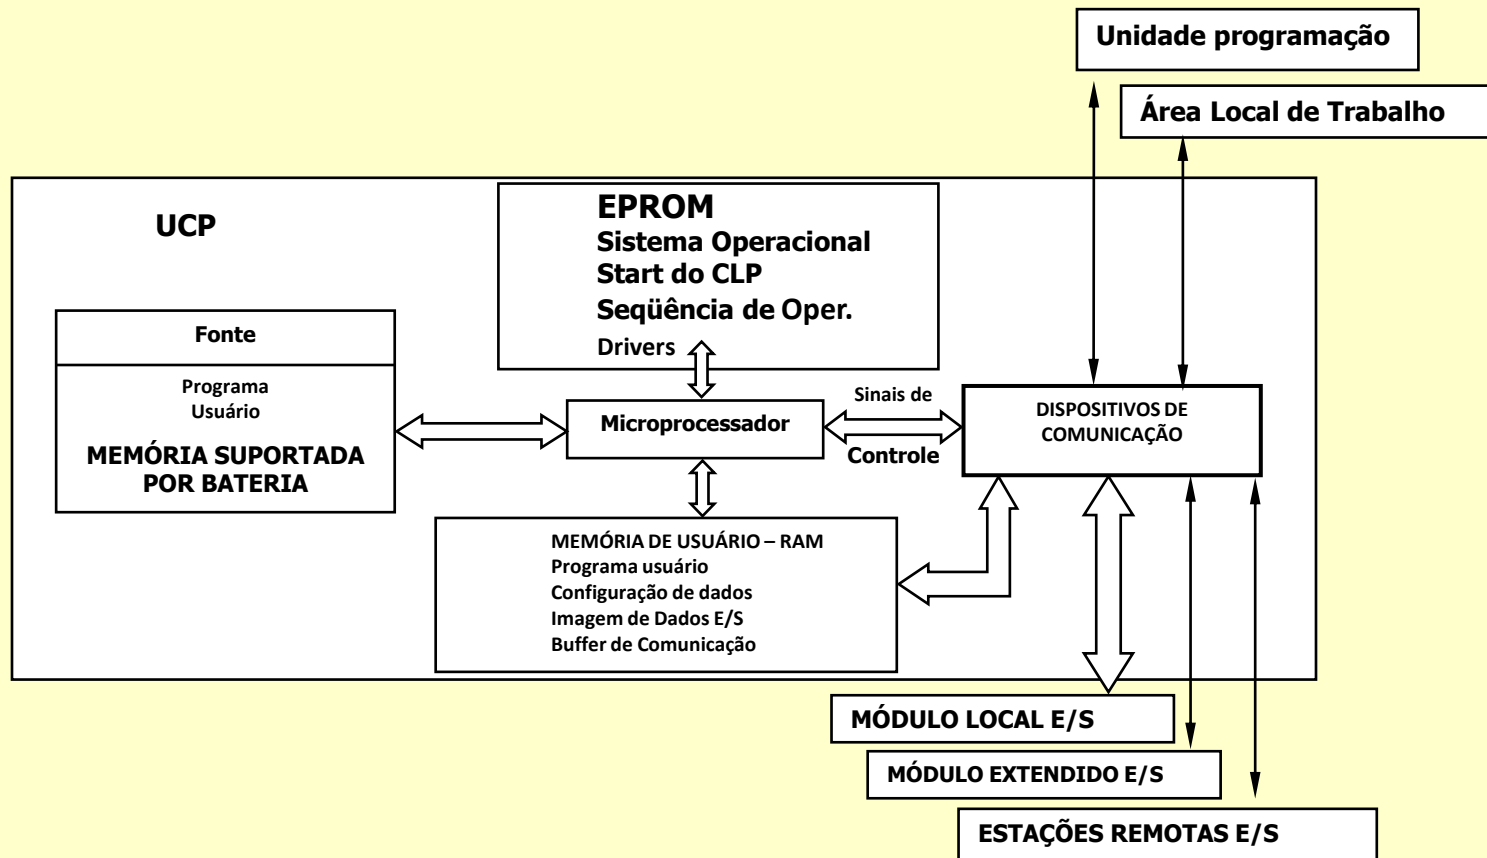 Unidade programação
Área Local de Trabalho
UCP
EPROM
Sistema Operacional
Start do CLP
Seqüência de Oper.
Drivers
Fonte
Programa
Usuário
MEMÓRIA SUPORTADA
POR BATERIA
Microprocessador
Sinais de
Controle
DISPOSITIVOS DE
COMUNICAÇÃO
MEMÓRIA DE USUÁRIO – RAM
Programa usuário
Configuração de dados
Imagem de Dados E/S
Buffer de Comunicação
MÓDULO LOCAL E/S
MÓDULO EXTENDIDO E/S
ESTAÇÕES REMOTAS E/S